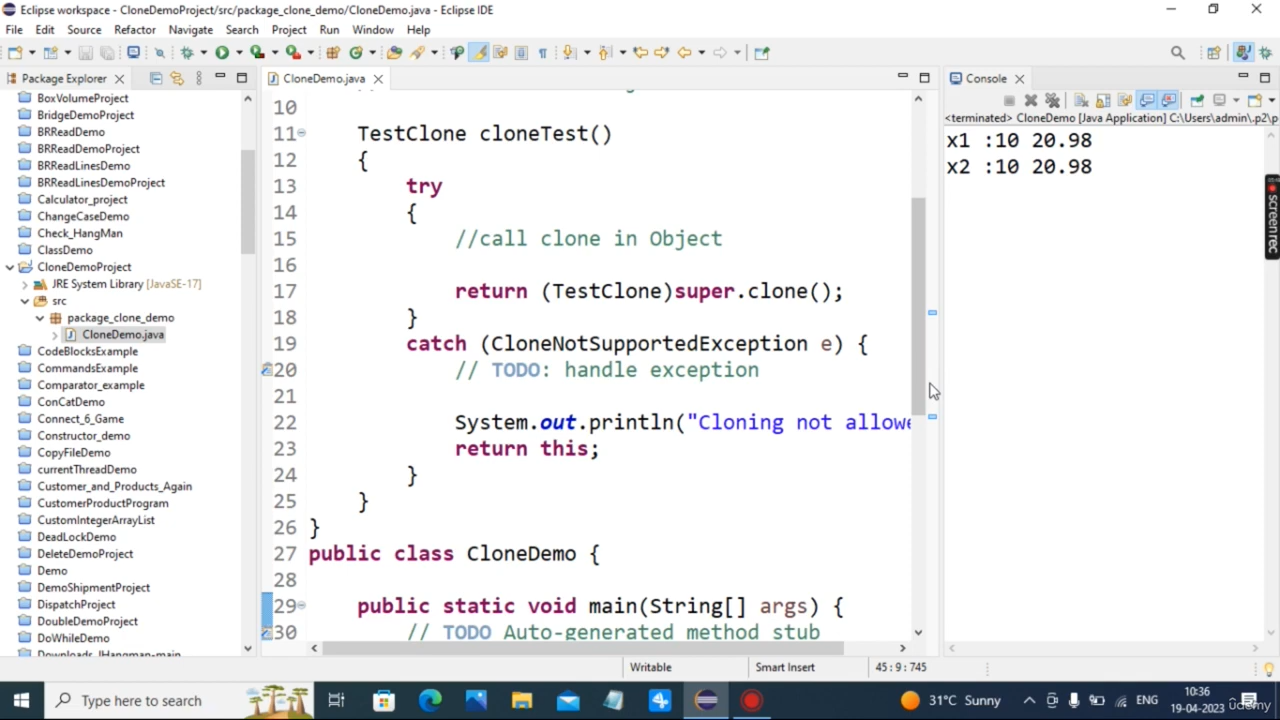 Eclipse workspace - CloneDemoProject/src/package_clone_demo/CloneDemo.java - Eclipse IDE
File Edit Source Refactor Navigate Search Project Run Window Help
Package Explorer
BoxVolumeProject
BridgeDemoProject
BRReadDemo
BRReadDemoProject
BRReadLinesDemo
BRReadLinesDemoProject
Calculator_project
ChangeCaseDemo
Check_HangMan
ClassDemo
CloneDemoProject
JRE System Library [JavaSE-17]
src
package_clone_demo
CloneDemo.java
CodeBlocksExample
CommandsExample
Comparator_example
ConCatDemo
Connect_6_Game
Constructor_demo
CopyFileDemo
currentThreadDemo
Customer_and_Products_Again
CustomerProductProgram
CustomIntegerArrayList
DeadLockDemo
DeleteDemoProject
Demo
DemoShipmentProject
DispatchProject
DoubleDemoProject
DoWhileDemo
Downloads_JHangman-main
CloneDemo.java
10
11 TestClone cloneTest()
12 {
13 try
14 {
15 //call clone in Object
16
17 return (TestClone)super.clone();
18 }
19 catch (CloneNotSupportedException e) {
20 // TODO: handle exception
21
22 System.out.println("Cloning not allowe
23 return this;
24 }
25 }
26 }
27 public class CloneDemo {
28
29 public static void main(String[] args) {
30 // TODO Auto-generated method stub
Console
<terminated> CloneDemo [Java Application] C:\Users\admin\.p2\p
x1 :10 20.98
x2 :10 20.98
screen rec
Writable Smart Insert 45 : 9 : 745
Type here to search
31°C Sunny
ENG
10:36
19-04-2023
udemy